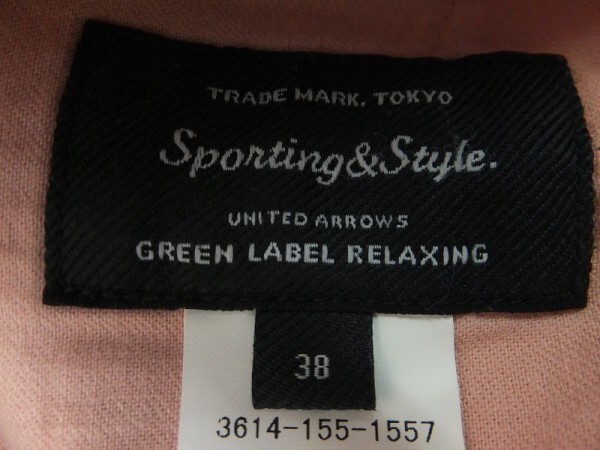 TRADE MARK. TOKYO
Sporting&Style.
UNITED ARROWS
GREEN LABEL RELAXING
38
3614-155-1557